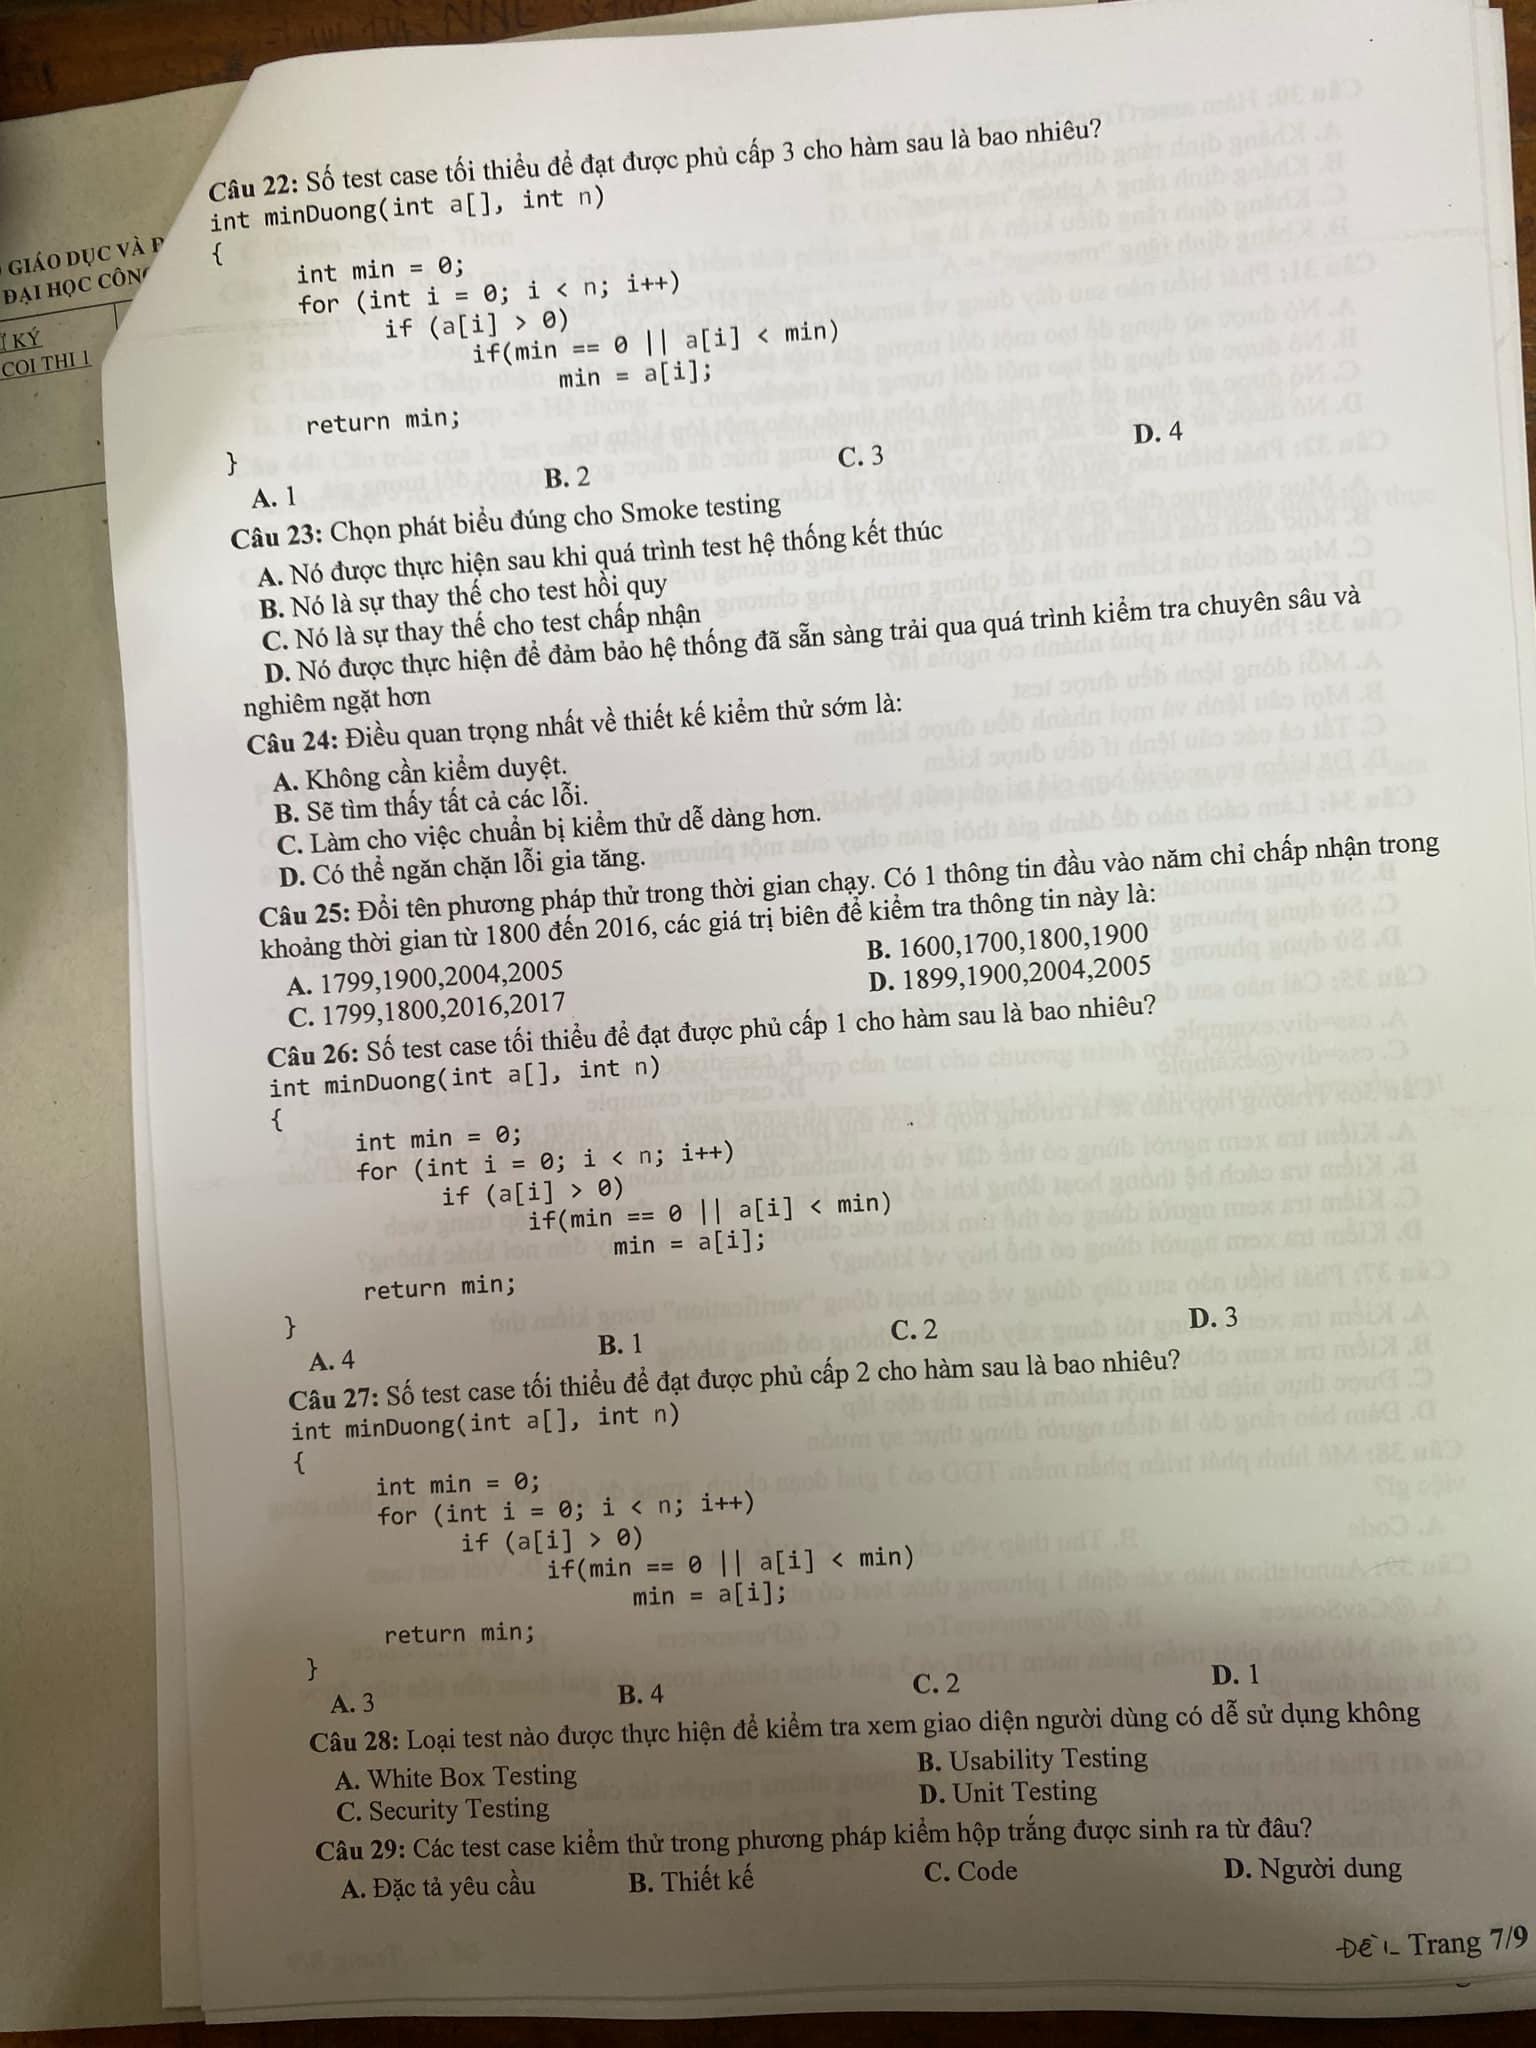 GIÁO DỤC VÀ
ĐẠI HỌC CÔN
KÝ
COI THI 1
Câu 22: Số test case tối thiểu để đạt được phủ cấp 3 cho hàm sau là bao nhiêu?
int minDuong(int a[], int n)
{
int min = 0;
for (int i = 0; i < n; i++)
if (a[i] > 0)
if(min == 0 || a[i] < min)
min = a[i];
return min;
}
A. 1 B. 2 C. 3 D. 4
Câu 23: Chọn phát biểu đúng cho Smoke testing
A. Nó được thực hiện sau khi quá trình test hệ thống kết thúc
B. Nó là sự thay thế cho test hồi quy
C. Nó là sự thay thế cho test chấp nhận
D. Nó được thực hiện để đảm bảo hệ thống đã sẵn sàng trải qua quá trình kiểm tra chuyên sâu và
nghiêm ngặt hơn
Câu 24: Điều quan trọng nhất về thiết kế kiểm thử sớm là:
A. Không cần kiểm duyệt.
B. Sẽ tìm thấy tất cả các lỗi.
C. Làm cho việc chuẩn bị kiểm thử dễ dàng hơn.
D. Có thể ngăn chặn lỗi gia tăng.
Câu 25: Đổi tên phương pháp thử trong thời gian chạy. Có 1 thông tin đầu vào năm chỉ chấp nhận trong
khoảng thời gian từ 1800 đến 2016, các giá trị biên để kiểm tra thông tin này là:
A. 1799,1900,2004,2005 B. 1600,1700,1800,1900
C. 1799,1800,2016,2017 D. 1899,1900,2004,2005
Câu 26: Số test case tối thiểu để đạt được phủ cấp 1 cho hàm sau là bao nhiêu?
int minDuong(int a[], int n)
{
int min = 0;
for (int i = 0; i < n; i++)
if (a[i] > 0)
if(min == 0 || a[i] < min)
min = a[i];
return min;
}
A. 4 B. 1 C. 2 D. 3
Câu 27: Số test case tối thiểu để đạt được phủ cấp 2 cho hàm sau là bao nhiêu?
int minDuong(int a[], int n)
{
int min = 0;
for (int i = 0; i < n; i++)
if (a[i] > 0)
if(min == 0 || a[i] < min)
min = a[i];
return min;
}
A. 3 B. 4 C. 2 D. 1
Câu 28: Loại test nào được thực hiện để kiểm tra xem giao diện người dùng có dễ sử dụng không
A. White Box Testing B. Usability Testing
C. Security Testing D. Unit Testing
Câu 29: Các test case kiểm thử trong phương pháp kiểm hộp trắng được sinh ra từ đâu?
A. Đặc tả yêu cầu B. Thiết kế C. Code D. Người dung
ĐỀ 1_ Trang 7/9